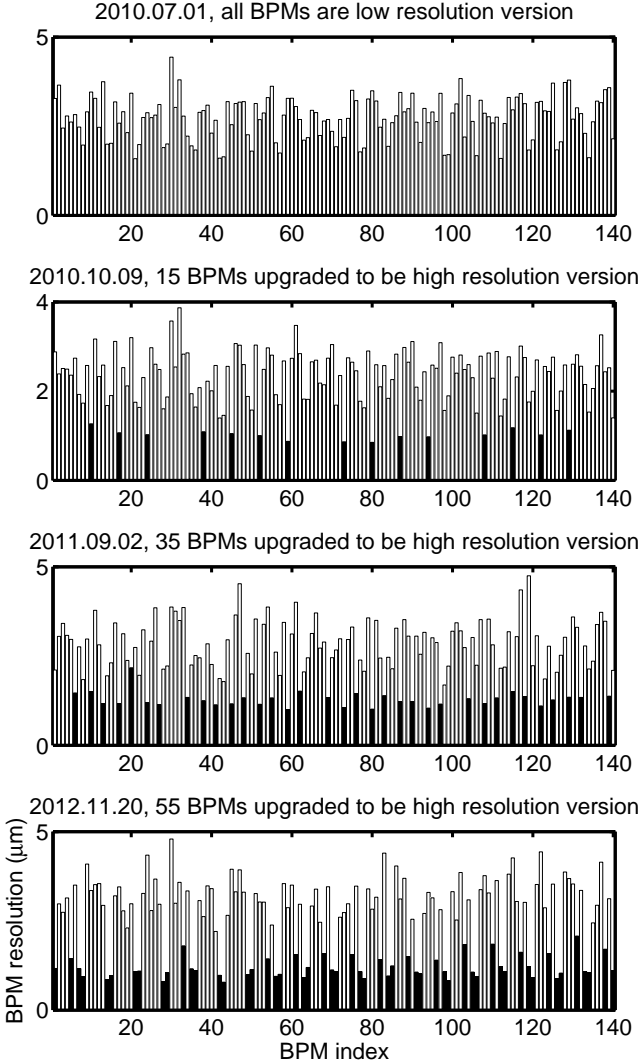 2010.07.01, all BPMs are low resolution version
5
0
20 40 60 80 100 120 140
2010.10.09, 15 BPMs upgraded to be high resolution version
4
2
0
20 40 60 80 100 120 140
2011.09.02, 35 BPMs upgraded to be high resolution version
5
0
20 40 60 80 100 120 140
2012.11.20, 55 BPMs upgraded to be high resolution version
5
0
20 40 60 80 100 120 140
BPM resolution (μm)
BPM index